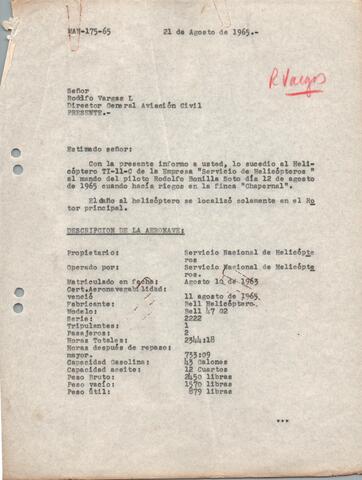 MAN-175-65 21 de Agosto de 1965.-
R Vargas
Señor
Rodolfo Vargas L
Director General Aviación Civil
PRESENTE.-
Estimado señor:
Con la presente informo a usted, lo sucedio al Heli-
cóptero TI-11-C de la Empresa "Servicio de Helicópteros "
al mando del piloto Rodolfo Bonilla Soto día 12 de agosto
de 1965 cuando hacía riegos en la finca "Chapernal".
El daño al helicóptero se localizó solamente en el Ro
tor principal.
DESCRIPCION DE LA AERONAVE:
Propietario: Servicio Nacional de Helicópte
ros
Operado por: Servicio Nacional de Helicópte
ros.
Matriculado en fecha: Agosto 10 de 1963
Cert.Aeronavegabilidad:
venció 11 agosto de 1965.
Fabricante: Bell Helicóptero.
Modelo: Bell 47 G2
Serie: 2222
Tripulantes: 1
Pasajeros: 2
Horas Totales: 2344:18
Horas después de repaso:
mayor. 753:09
Capacidad Gasolina: 43 Galones
Capacidad aceite: 12 Cuartos
Peso Bruto: 2450 libras
Peso vacío: 1570 libras
Peso útil: 879 libras
***